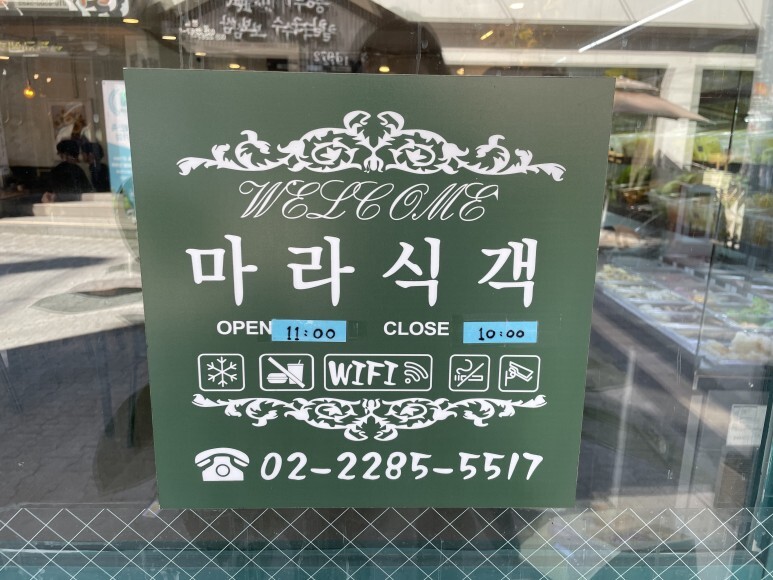 WELCOME
마라식객
OPEN 11:00 CLOSE 10:00
WIFI
02-2285-5517